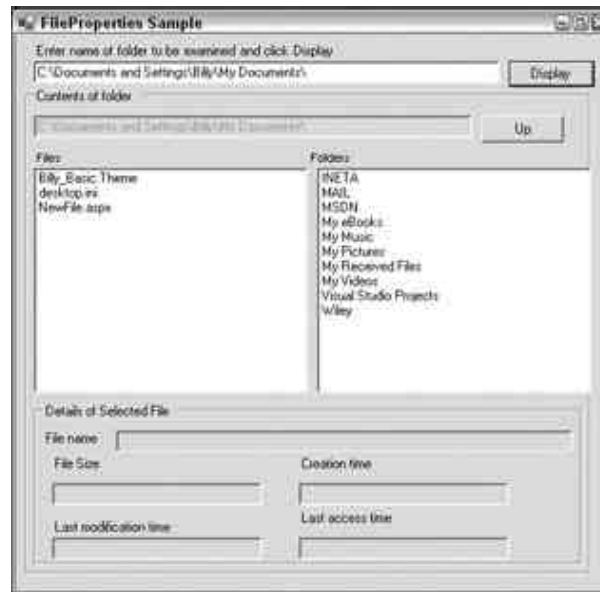 FileProperties Sample
Enter name of folder to be examined and click Display
C:\Documents and Settings\Billy\My Documents\
Display
Contents of folder
C:\Documents and Settings\Billy\My Documents\
Up
Files
Folders
Billy_Basic Theme
desktop.ini
NewFile.aspx
INETA
MAIL
MSDN
My eBooks
My Music
My Pictures
My Received Files
My Videos
Visual Studio Projects
Wiley
Details of Selected File
File name
File Size
Creation time
Last modification time
Last access time